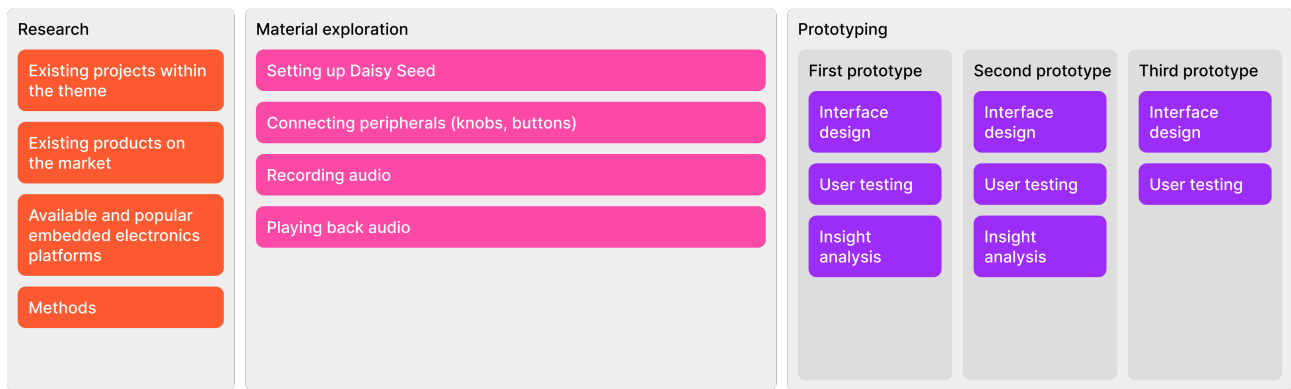 Research
Existing projects within
the theme
Existing products on
the market
Available and popular
embedded electronics
platforms
Methods
Material exploration
Setting up Daisy Seed
Connecting peripherals (knobs, buttons)
Recording audio
Playing back audio
Prototyping
First prototype
Interface
design
User testing
Insight
analysis
Second prototype
Interface
design
User testing
Insight
analysis
Third prototype
Interface
design
User testing